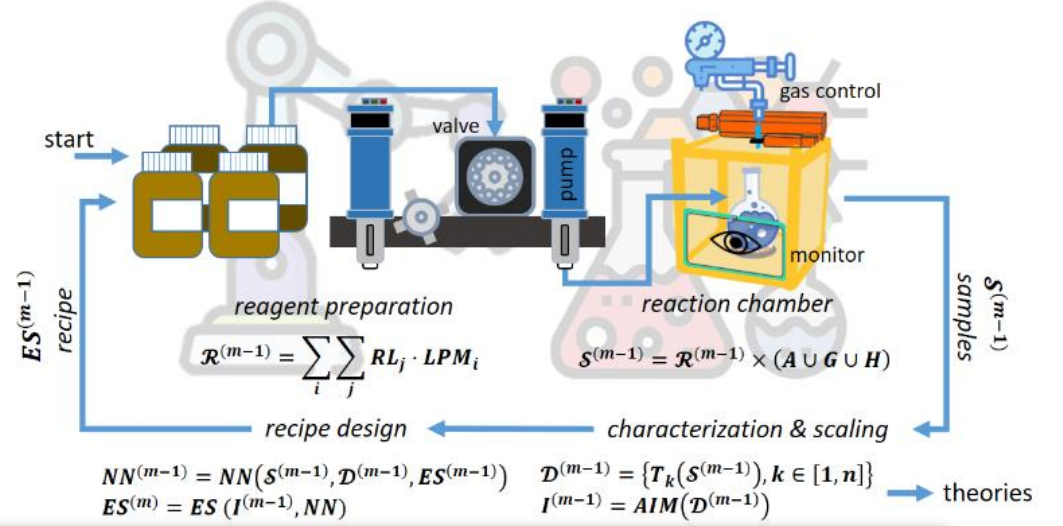 start
valve
pump
gas control
monitor
reagent preparation
reaction chamber
ℛ^(m−1) = ∑_i ∑_j RL_j · LPM_i
𝒮^(m−1) = ℛ^(m−1) × (A ∪ G ∪ H)
ES^(m−1)
recipe
𝒮^(m−1)
samples
recipe design
characterization & scaling
NN^(m−1) = NN(𝒮^(m−1), 𝒟^(m−1), ES^(m−1))
ES^(m) = ES (I^(m−1), NN)
𝒟^(m−1) = {T_k(𝒮^(m−1)), k ∈ [1, n]}
I^(m−1) = AIM(𝒟^(m−1))
theories